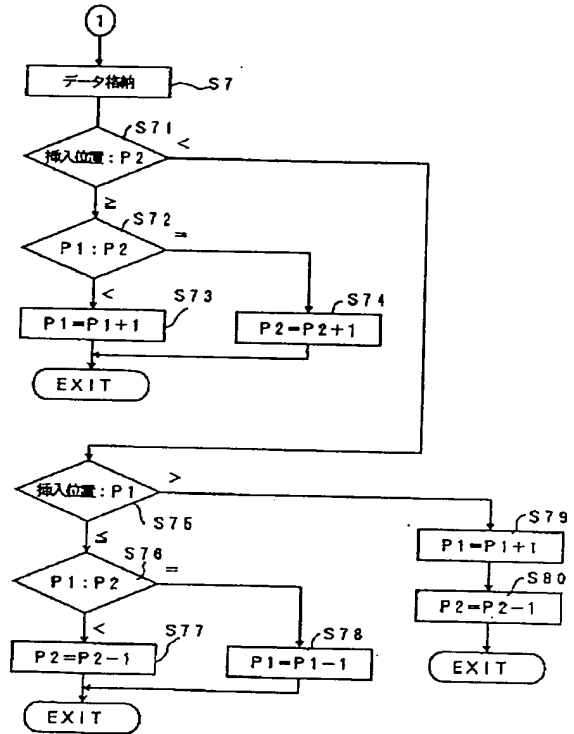 1
データ格納
S7
S71
挿入位置:P2
<
≧
S72
P1:P2
=
<
S73
P1=P1+1
S74
P2=P2+1
EXIT
挿入位置:P1
>
S75
≦
S76
P1:P2
=
<
S77
P2=P2-1
S78
P1=P1-1
EXIT
S79
P1=P1+1
S80
P2=P2-1
EXIT